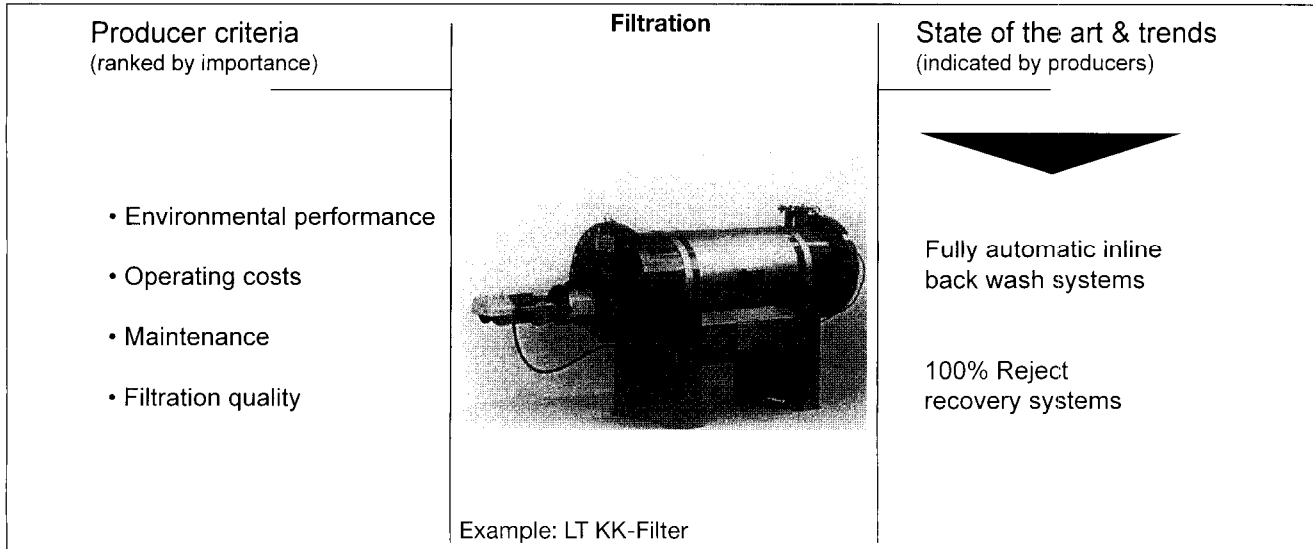 Producer criteria
(ranked by importance)
• Environmental performance
• Operating costs
• Maintenance
• Filtration quality
Filtration
Example: LT KK-Filter
State of the art & trends
(indicated by producers)
Fully automatic inline
back wash systems
100% Reject
recovery systems